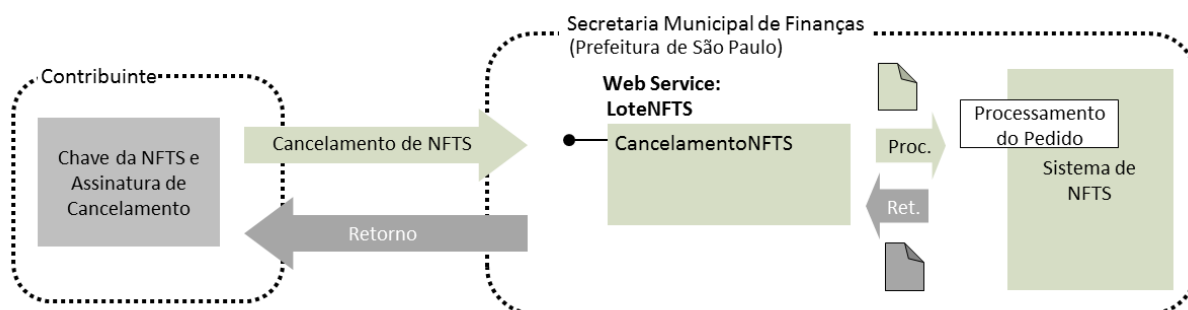 Secretaria Municipal de Finanças
(Prefeitura de São Paulo)
Contribuinte
Chave da NFTS e
Assinatura de
Cancelamento
Cancelamento de NFTS
Retorno
Web Service:
LoteNFTS
CancelamentoNFTS
Proc.
Ret.
Processamento
do Pedido
Sistema de
NFTS